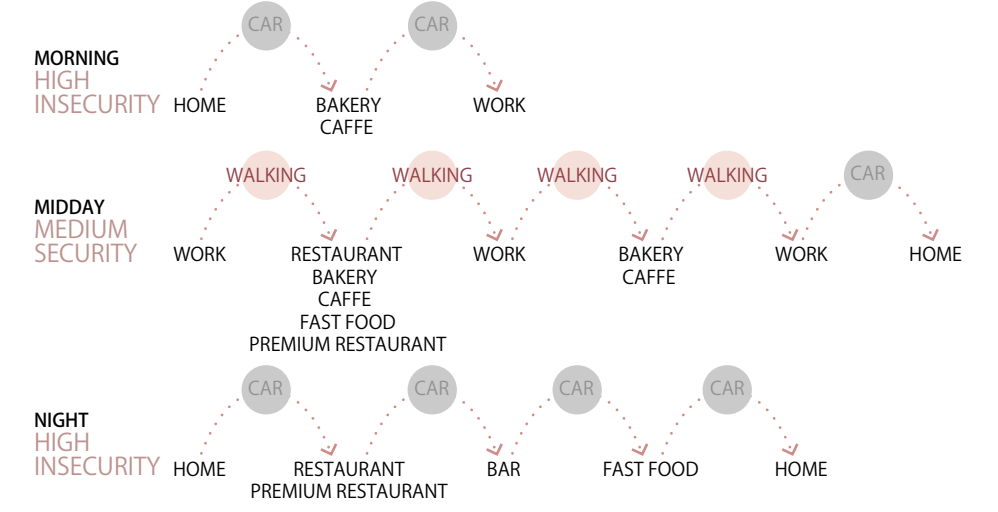 CAR CAR
MORNING
HIGH
INSECURITY HOME BAKERY WORK
CAFFE
WALKING WALKING WALKING WALKING CAR
MIDDAY
MEDIUM
SECURITY WORK RESTAURANT WORK BAKERY WORK HOME
BAKERY CAFFE
CAFFE
FAST FOOD
PREMIUM RESTAURANT
CAR CAR CAR CAR
NIGHT
HIGH
INSECURITY HOME RESTAURANT BAR FAST FOOD HOME
PREMIUM RESTAURANT